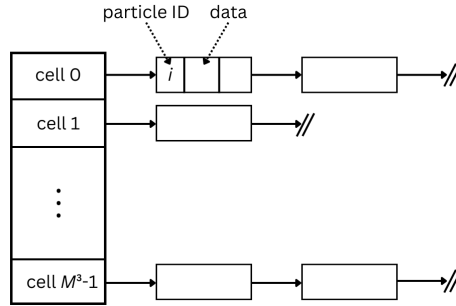 particle ID data
cell 0
i
cell 1
⋮
cell M³-1